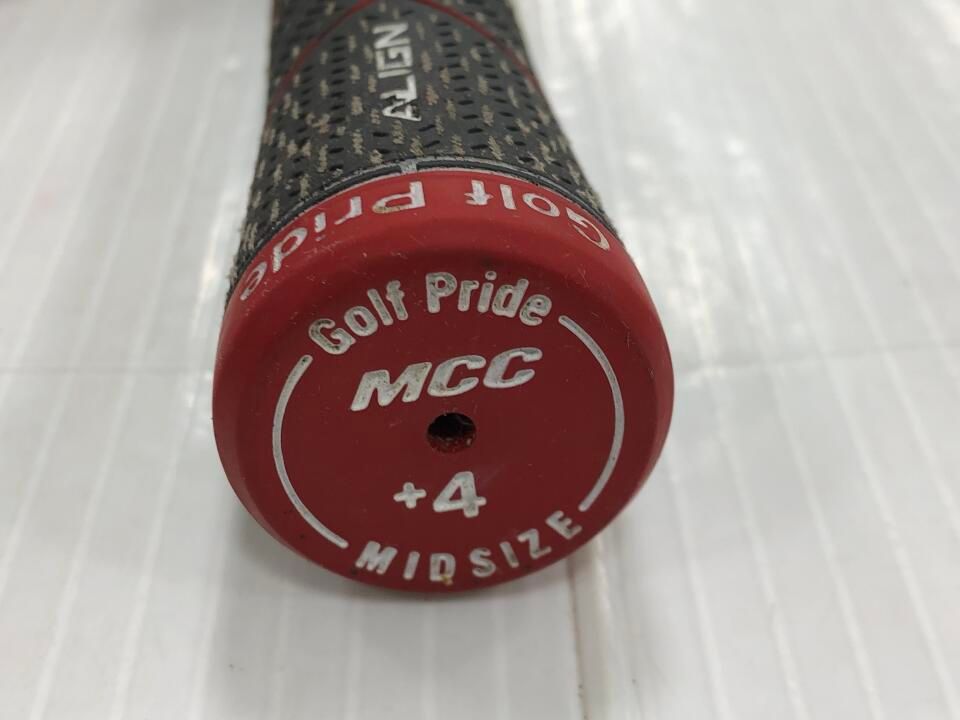 ALIGN
Golf Pride
Golf Pride
MCC
+4
MIDSIZE